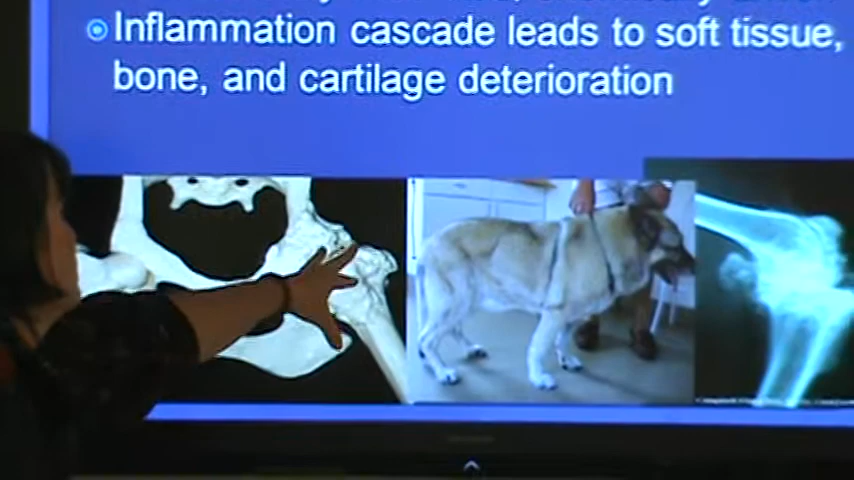 Inflammation cascade leads to soft tissue,
bone, and cartilage deterioration